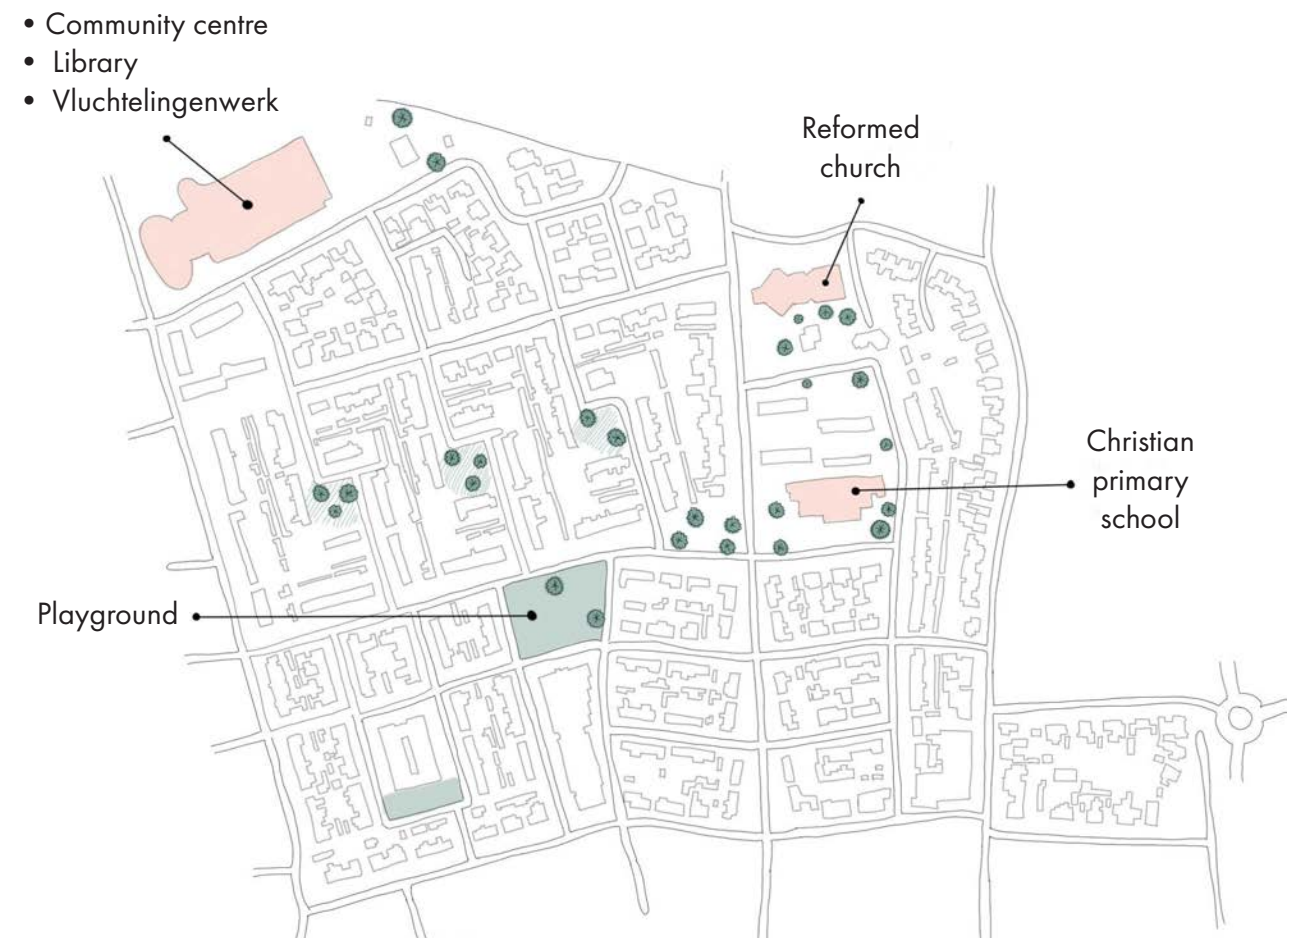 • Community centre
• Library
• Vluchtelingenwerk
Reformed
church
Christian
primary
school
Playground